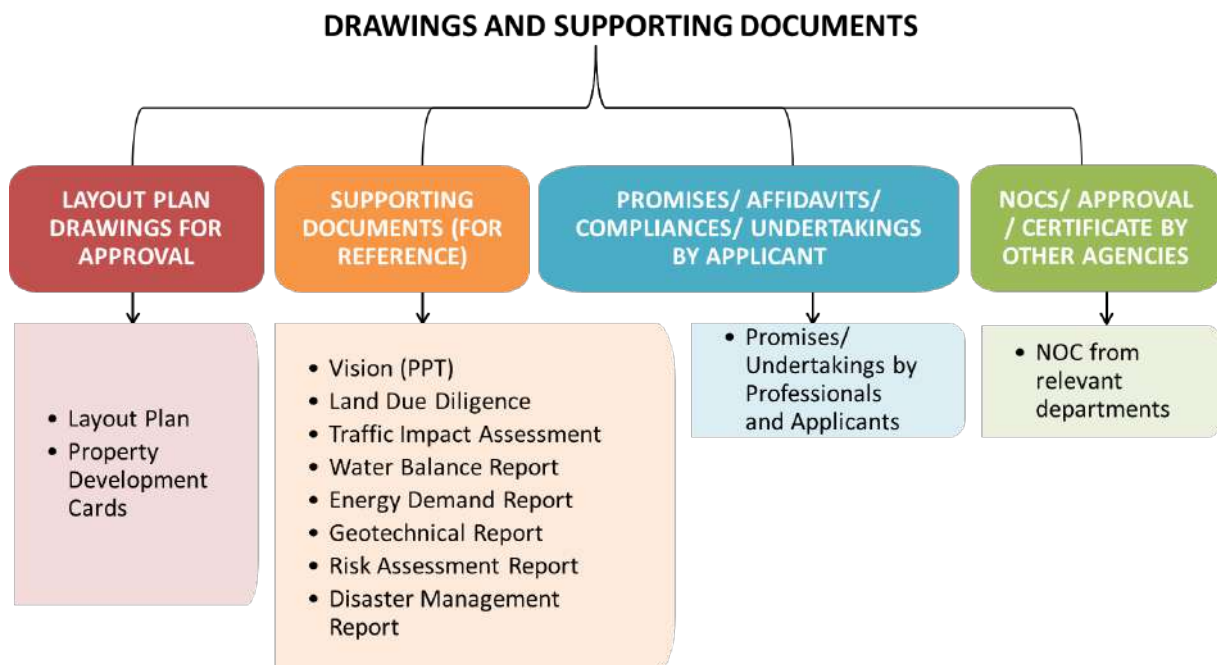 DRAWINGS AND SUPPORTING DOCUMENTS
LAYOUT PLAN
DRAWINGS FOR
APPROVAL
• Layout Plan
• Property
Development
Cards
SUPPORTING
DOCUMENTS (FOR
REFERENCE)
• Vision (PPT)
• Land Due Diligence
• Traffic Impact Assessment
• Water Balance Report
• Energy Demand Report
• Geotechnical Report
• Risk Assessment Report
• Disaster Management
Report
PROMISES/ AFFIDAVITS/
COMPLIANCES/ UNDERTAKINGS
BY APPLICANT
• Promises/
Undertakings by
Professionals
and Applicants
NOCS/ APPROVAL
/ CERTIFICATE BY
OTHER AGENCIES
• NOC from
relevant
departments